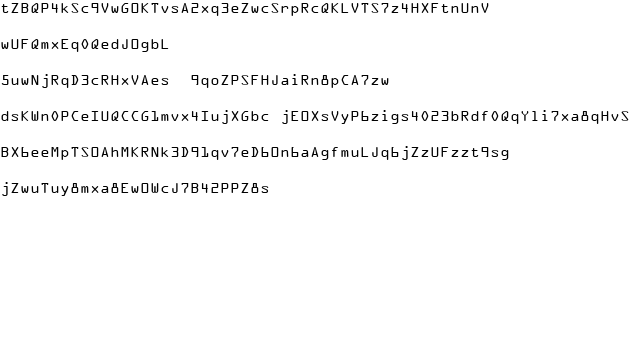 tZBQP4kSc9VwGOKTvsA2xq3eZwcSrpRcQKLVTS7z4HXFtnUnV
wUFQmxEq0QedJOgbL
5uwNjRqD3cRHxVAes  9qoZPSFHJaiRn8pCA7zw
dsKWn0PCeIUQCCG1mvx4IujXGbc jEOXsVyP6zigs4023bRdf0QqYli7xa8qHvS
BX6eeMpTSOAhMKRNk3D91qv7eD6On6aAgfmuLJq6jZzUFzzt9sg
jZwuTuy8mxa8EwOWcJ7B42PPZ8s